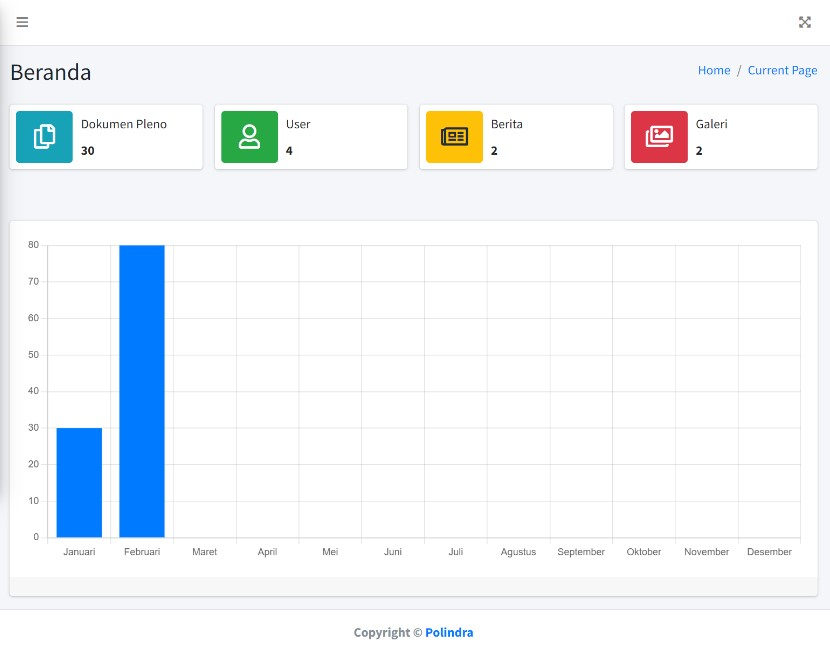 Beranda
Home / Current Page
Dokumen Pleno
30
User
4
Berita
2
Galeri
2
80
70
60
50
40
30
20
10
0
Januari Februari Maret April Mei Juni Juli Agustus September Oktober November Desember
Copyright © Polindra